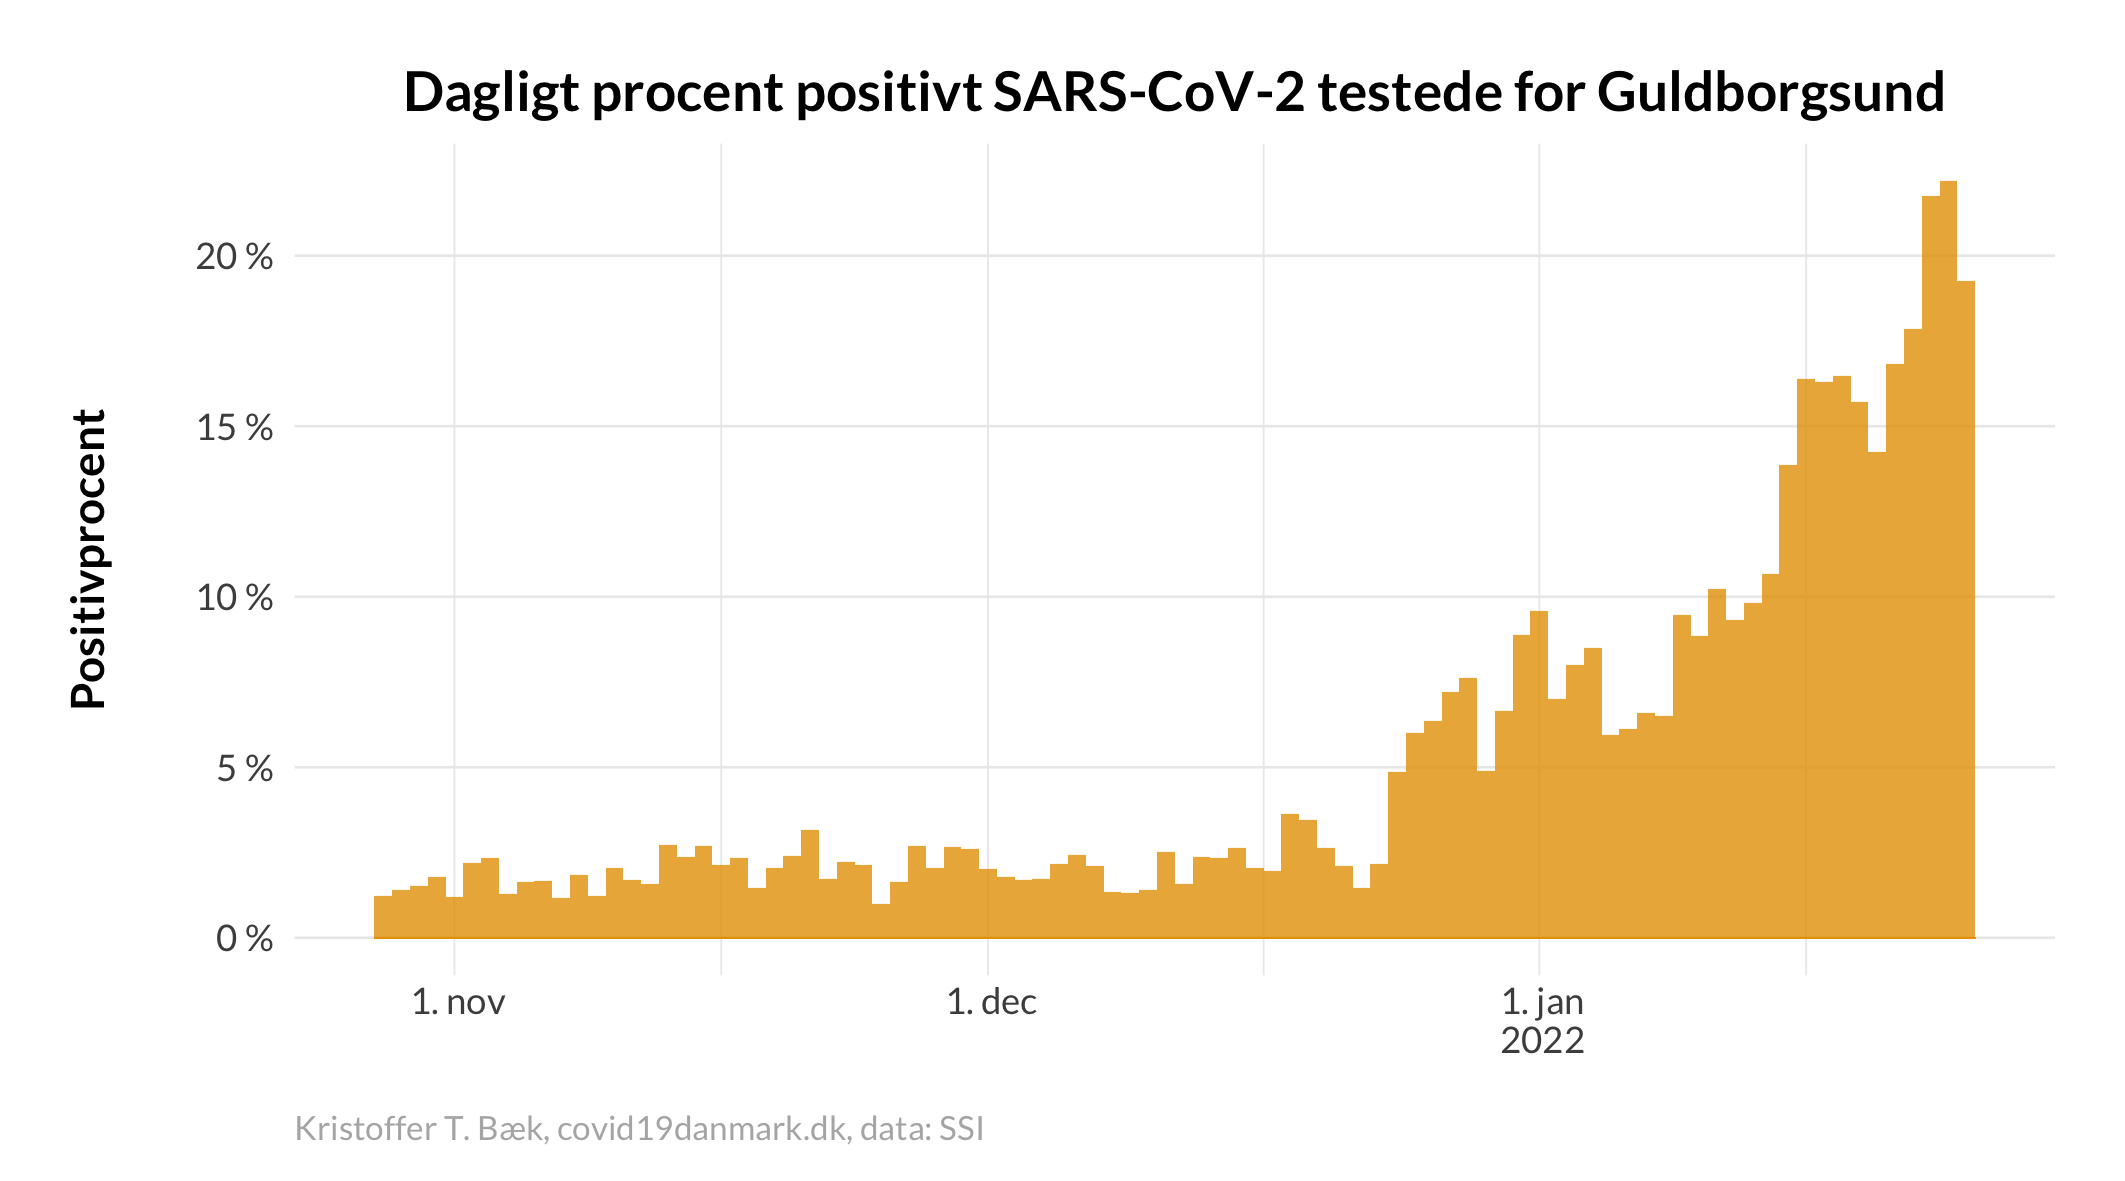 Dagligt procent positivt SARS-CoV-2 testede for Guldborgsund
Positivprocent
20 %
15 %
10 %
5 %
0 %
1. nov
1. dec
1. jan
2022
Kristoffer T. Bæk, covid19danmark.dk, data: SSI